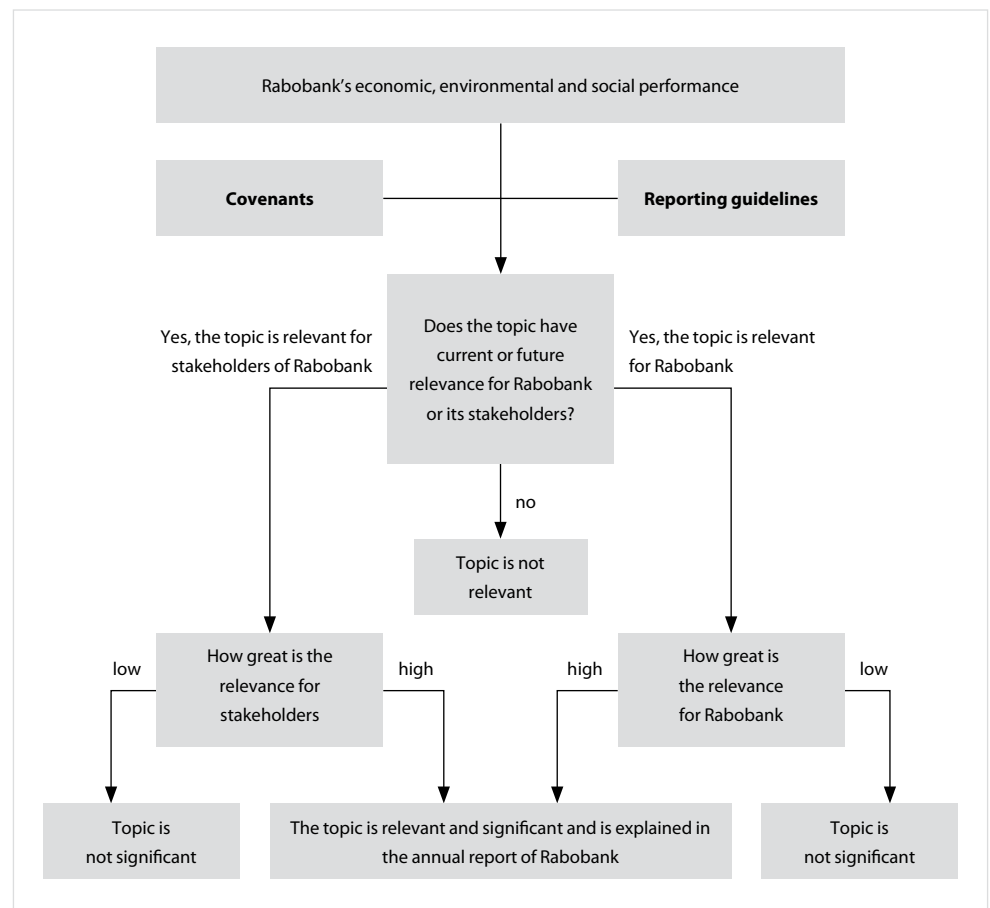 Rabobank's economic, environmental and social performance
Covenants
Reporting guidelines
Yes, the topic is relevant for
stakeholders of Rabobank
Does the topic have
current or future
relevance for Rabobank
or its stakeholders?
Yes, the topic is relevant
for Rabobank
no
Topic is not
relevant
low
How great is the
relevance for
stakeholders
high
high
How great is
the relevance
for Rabobank
low
Topic is
not significant
The topic is relevant and significant and is explained in
the annual report of Rabobank
Topic is
not significant